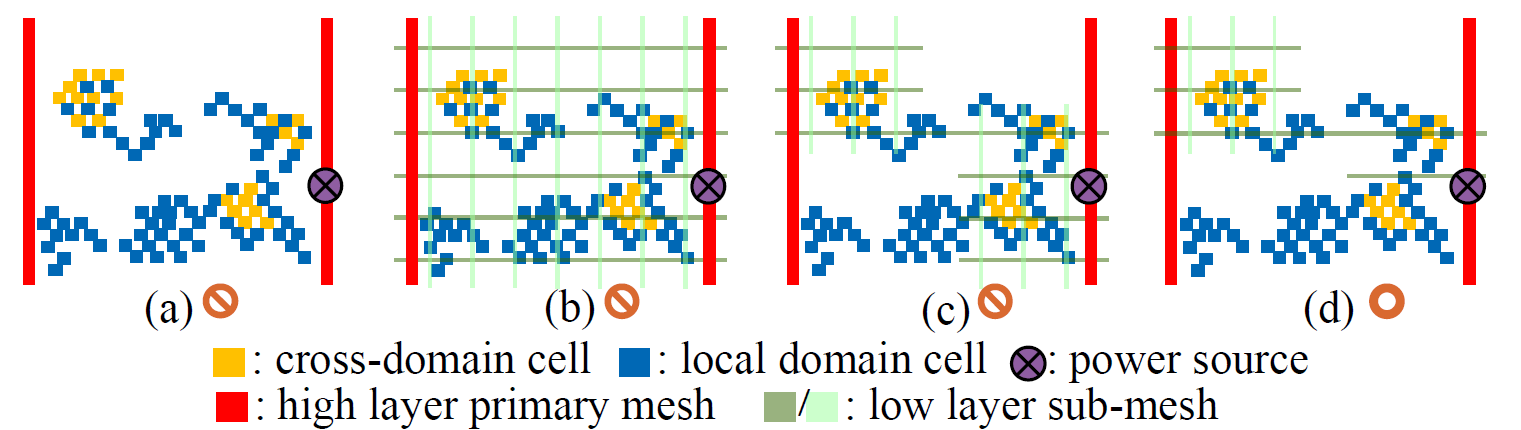 (a) (b) (c) (d)
: cross-domain cell : local domain cell : power source
: high layer primary mesh / : low layer sub-mesh